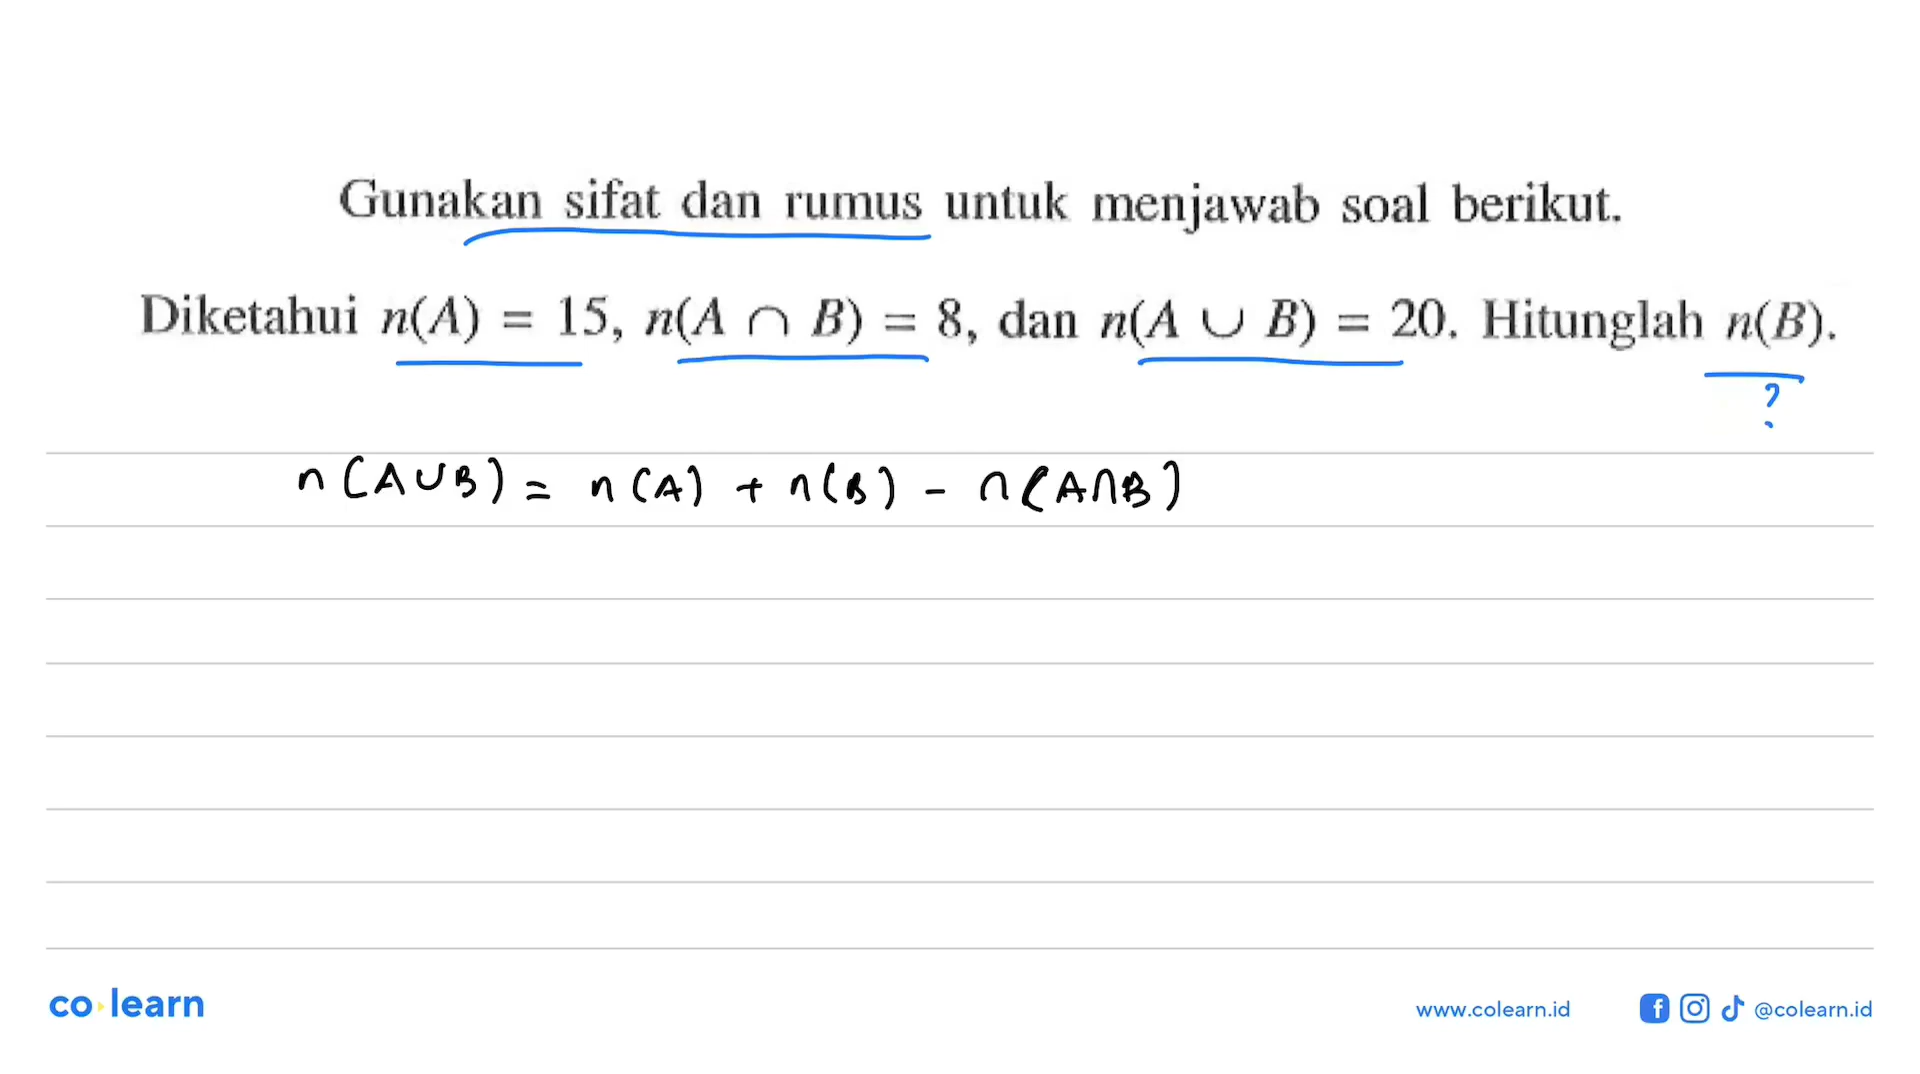 Gunakan sifat dan rumus untuk menjawab soal berikut.
Diketahui n(A) = 15, n(A ∩ B) = 8, dan n(A ∪ B) = 20. Hitunglah n(B).
?
n(A∪B) = n(A) + n(B) - n(A∩B)
co learn
www.colearn.id
@colearn.id